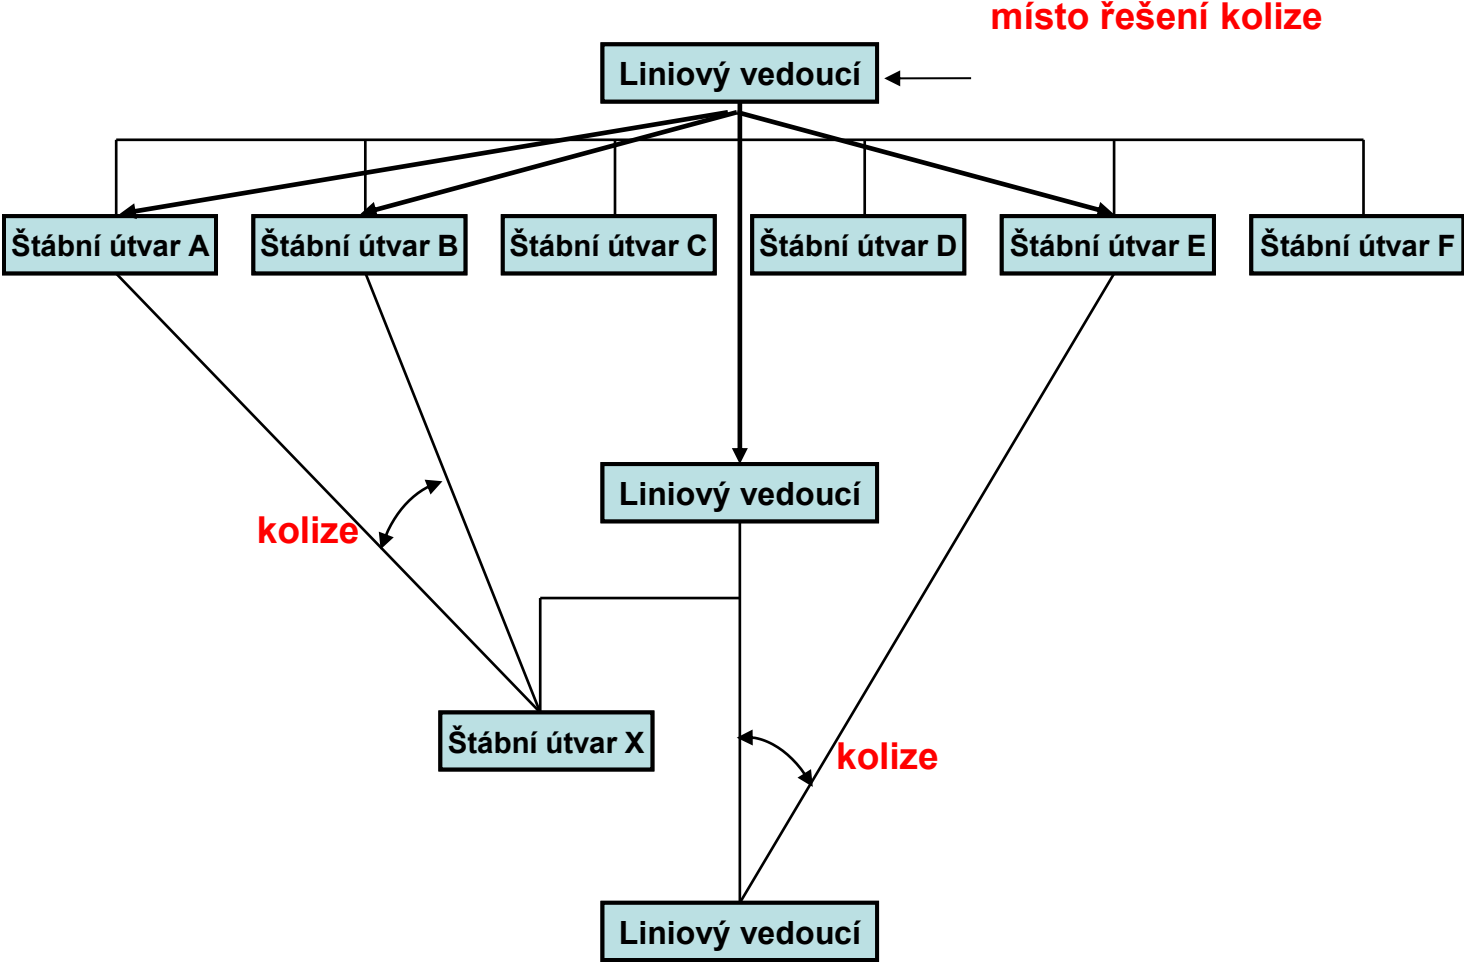 místo řešení kolize
Liniový vedoucí
Štábní útvar A
Štábní útvar B
Štábní útvar C
Štábní útvar D
Štábní útvar E
Štábní útvar F
Liniový vedoucí
kolize
Štábní útvar X
kolize
Liniový vedoucí